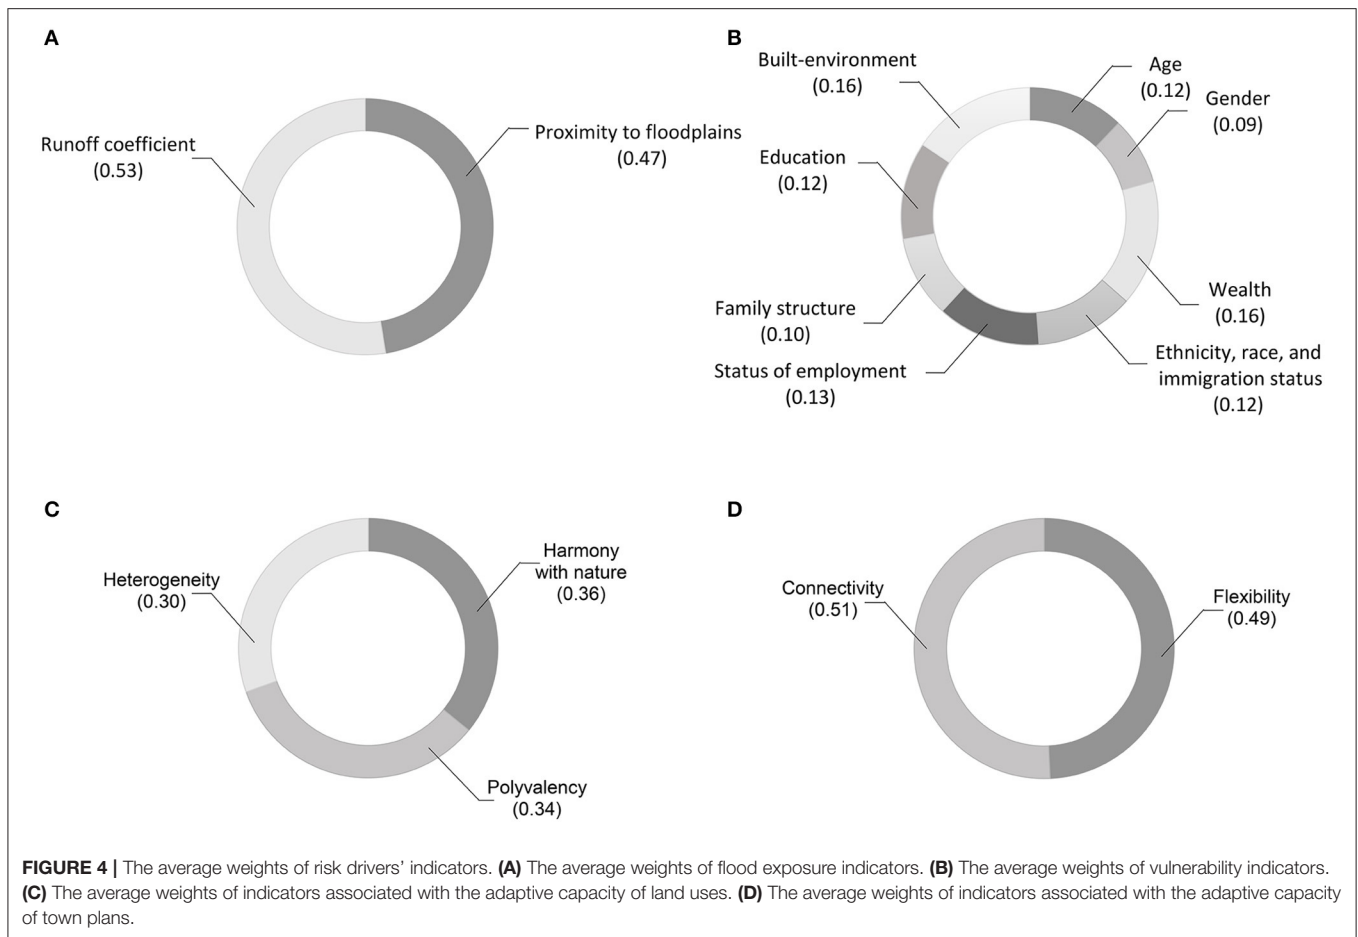 A
Runoff coefficient
(0.53)
Proximity to floodplains
(0.47)
B
Built-environment
(0.16)
Age
(0.12)
Gender
(0.09)
Education
(0.12)
Wealth
(0.16)
Family structure
(0.10)
Ethnicity, race, and
immigration status
(0.12)
Status of employment
(0.13)
C
Heterogeneity
(0.30)
Harmony
with nature
(0.36)
Polyvalency
(0.34)
D
Connectivity
(0.51)
Flexibility
(0.49)
FIGURE 4 | The average weights of risk drivers’ indicators. (A) The average weights of flood exposure indicators. (B) The average weights of vulnerability indicators.
(C) The average weights of indicators associated with the adaptive capacity of land uses. (D) The average weights of indicators associated with the adaptive capacity
of town plans.